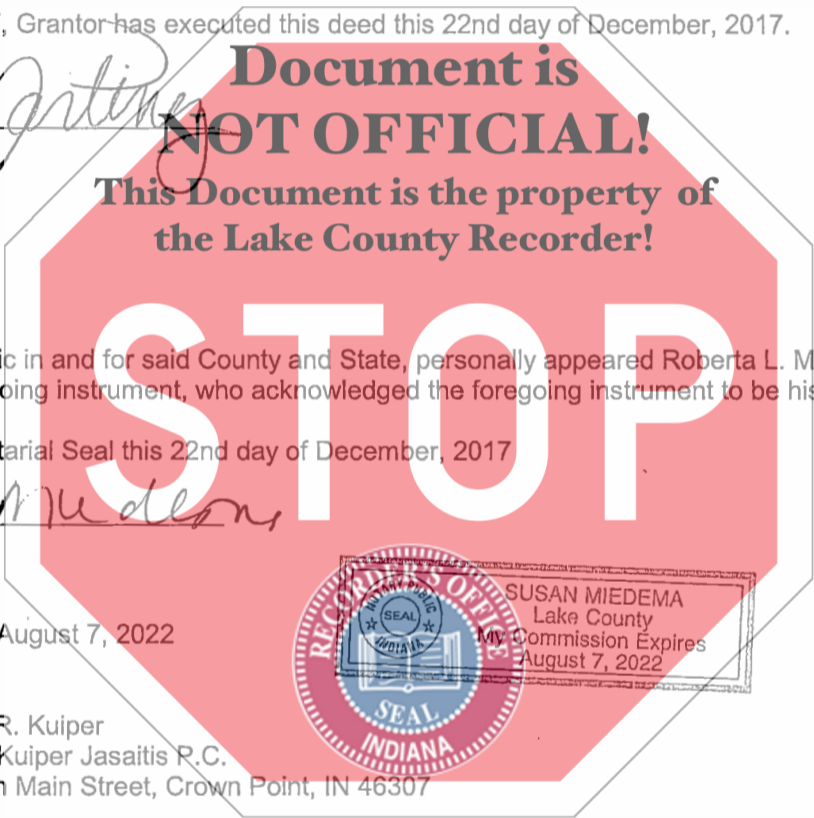 , Grantor has executed this deed this 22nd day of December, 2017.
Document is
NOT OFFICIAL!
This Document is the property of
the Lake County Recorder!
STOP
ic in and for said County and State, personally appeared Roberta L. M
oing instrument, who acknowledged the foregoing instrument to be his
tarial Seal this 22nd day of December, 2017
RECORDER'S OFFICE
SEAL
INDIANA
NOTARY PUBLIC
SEAL
INDIANA
SUSAN MIEDEMA
Lake County
My Commission Expires
August 7, 2022
August 7, 2022
R. Kuiper
Kuiper Jasaitis P.C.
n Main Street, Crown Point, IN 46307